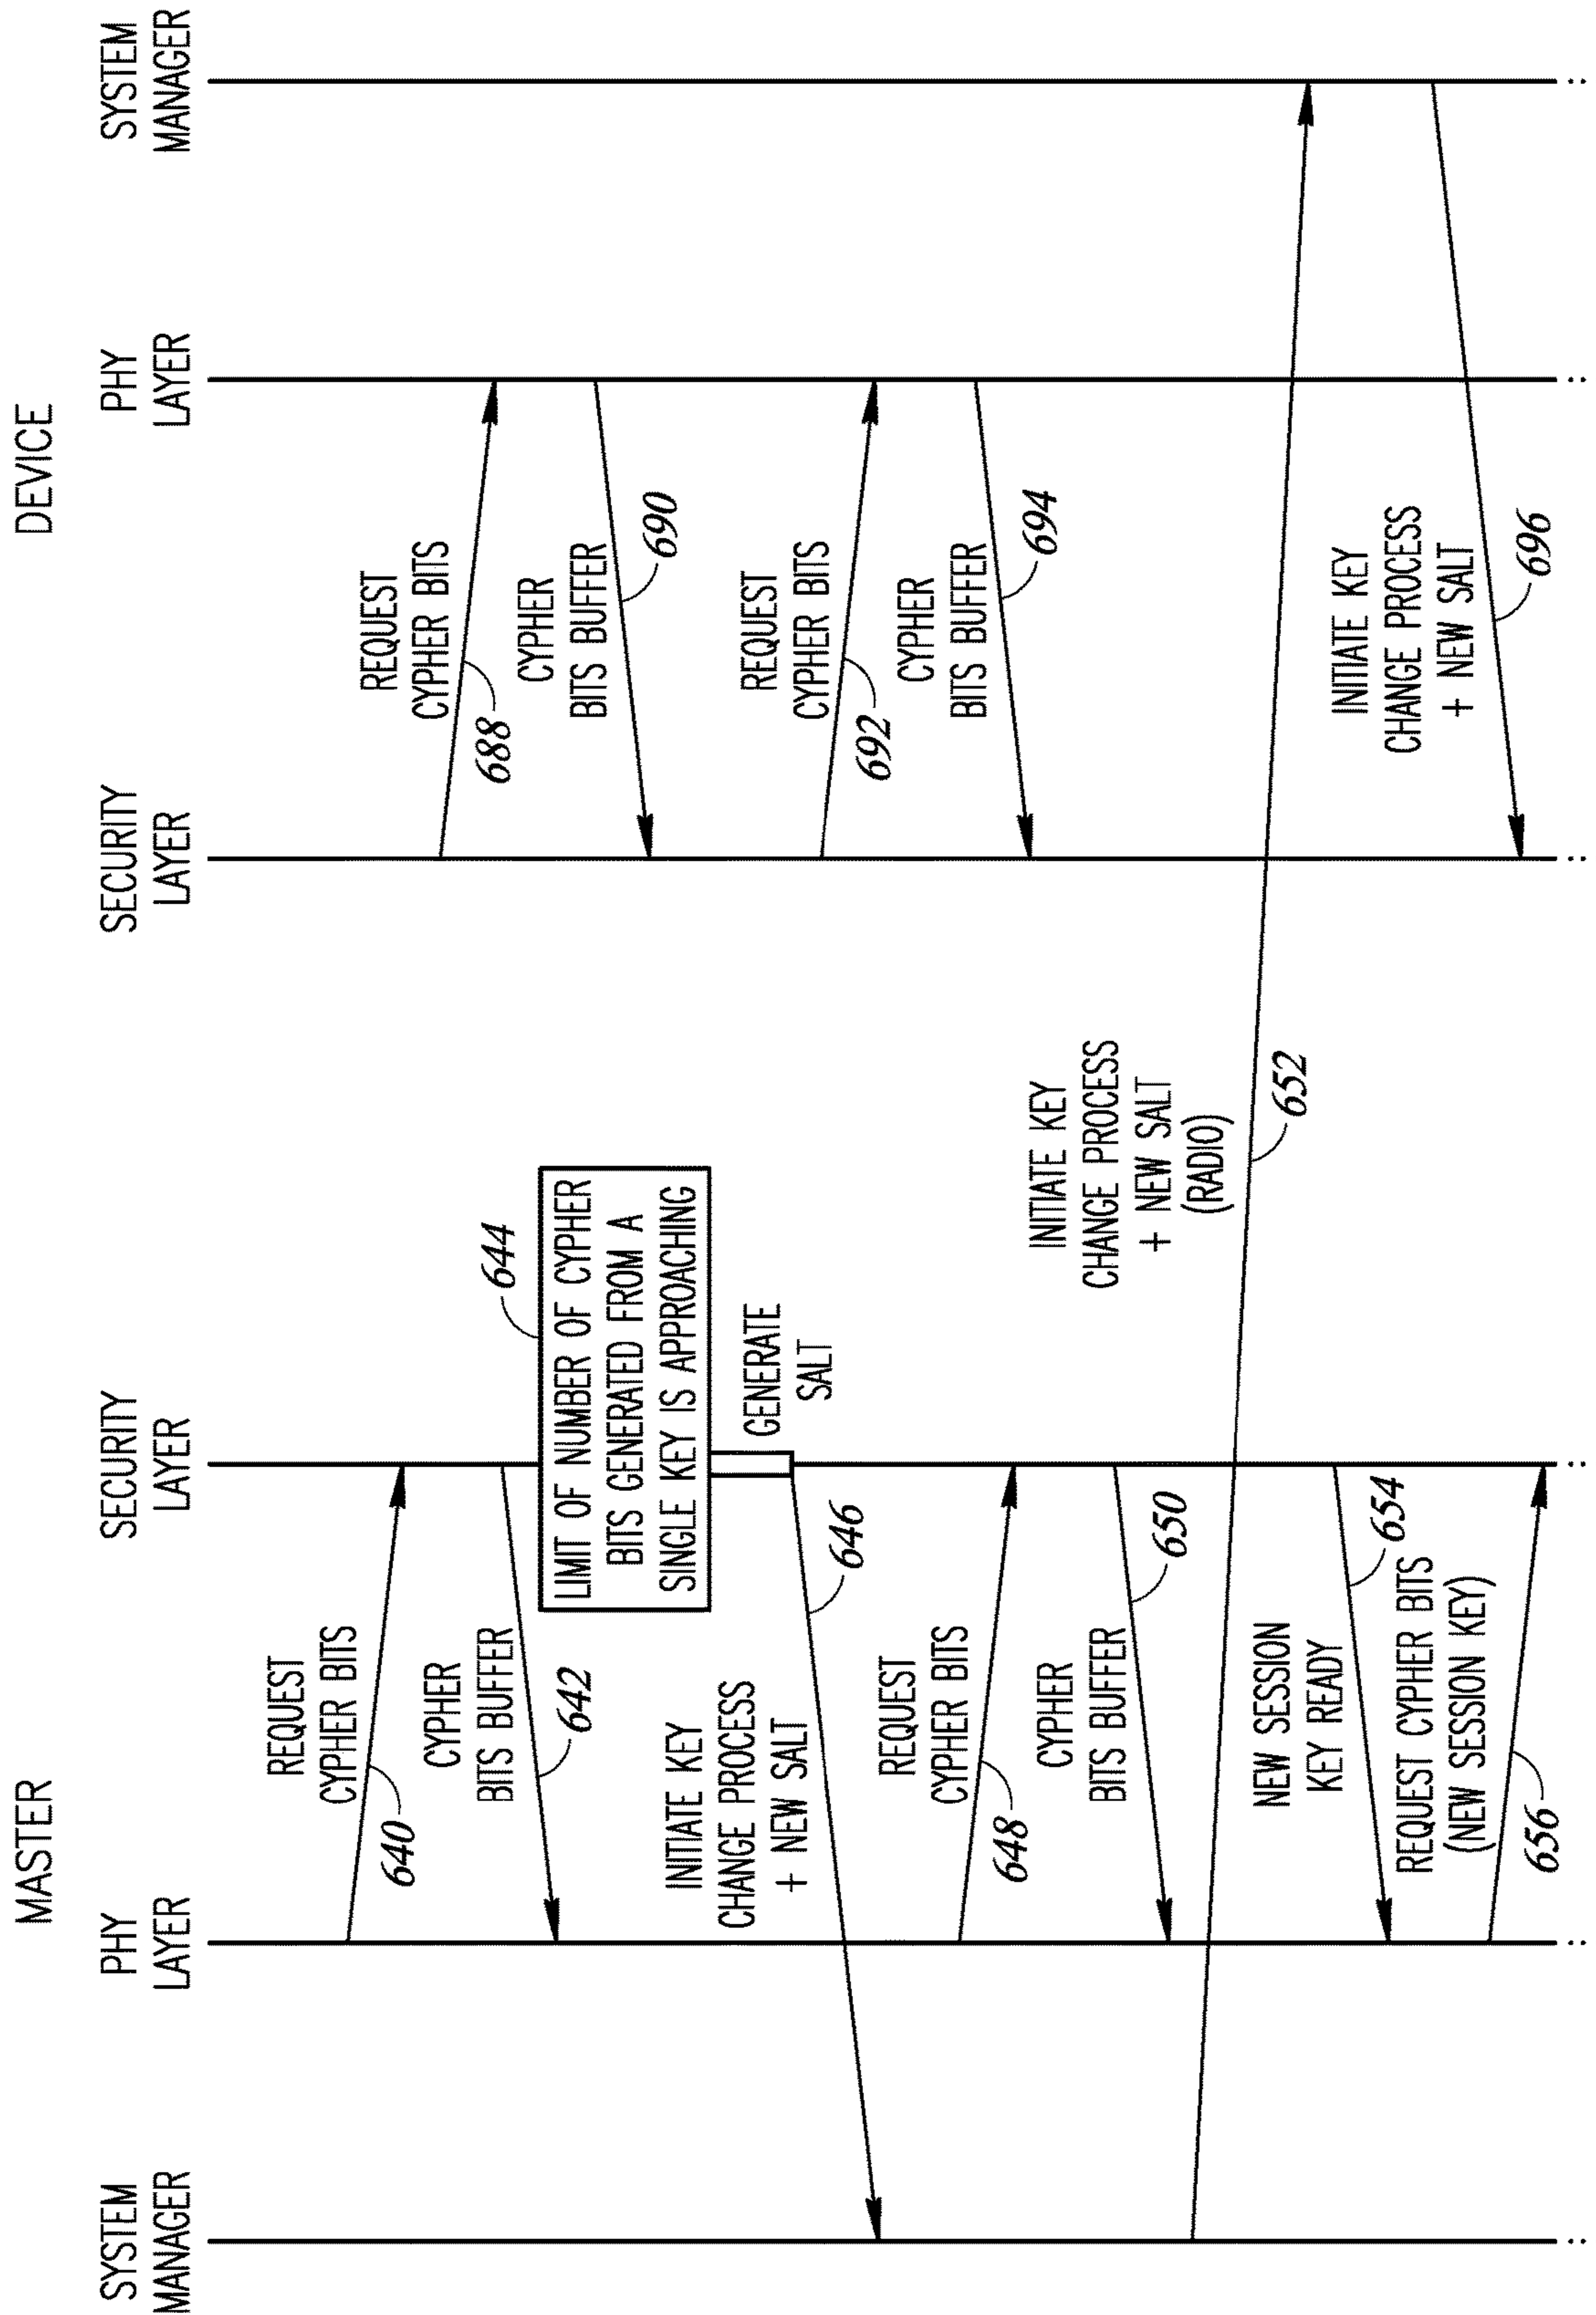 MASTER
DEVICE
SYSTEM
MANAGER
PHY
LAYER
SECURITY
LAYER
SECURITY
LAYER
PHY
LAYER
SYSTEM
MANAGER
REQUEST
CYPHER BITS
640
CYPHER
BITS BUFFER
642
644
LIMIT OF NUMBER OF CYPHER
BITS GENERATED FROM A
SINGLE KEY IS APPROACHING
GENERATE
SALT
INITIATE KEY
CHANGE PROCESS
+ NEW SALT
646
REQUEST
CYPHER BITS
648
CYPHER
BITS BUFFER
650
INITIATE KEY
CHANGE PROCESS
+ NEW SALT
(RADIO)
652
NEW SESSION
KEY READY
654
REQUEST CYPHER BITS
(NEW SESSION KEY)
656
REQUEST
CYPHER BITS
688
CYPHER
BITS BUFFER
690
REQUEST
CYPHER BITS
692
CYPHER
BITS BUFFER
694
INITIATE KEY
CHANGE PROCESS
+ NEW SALT
696